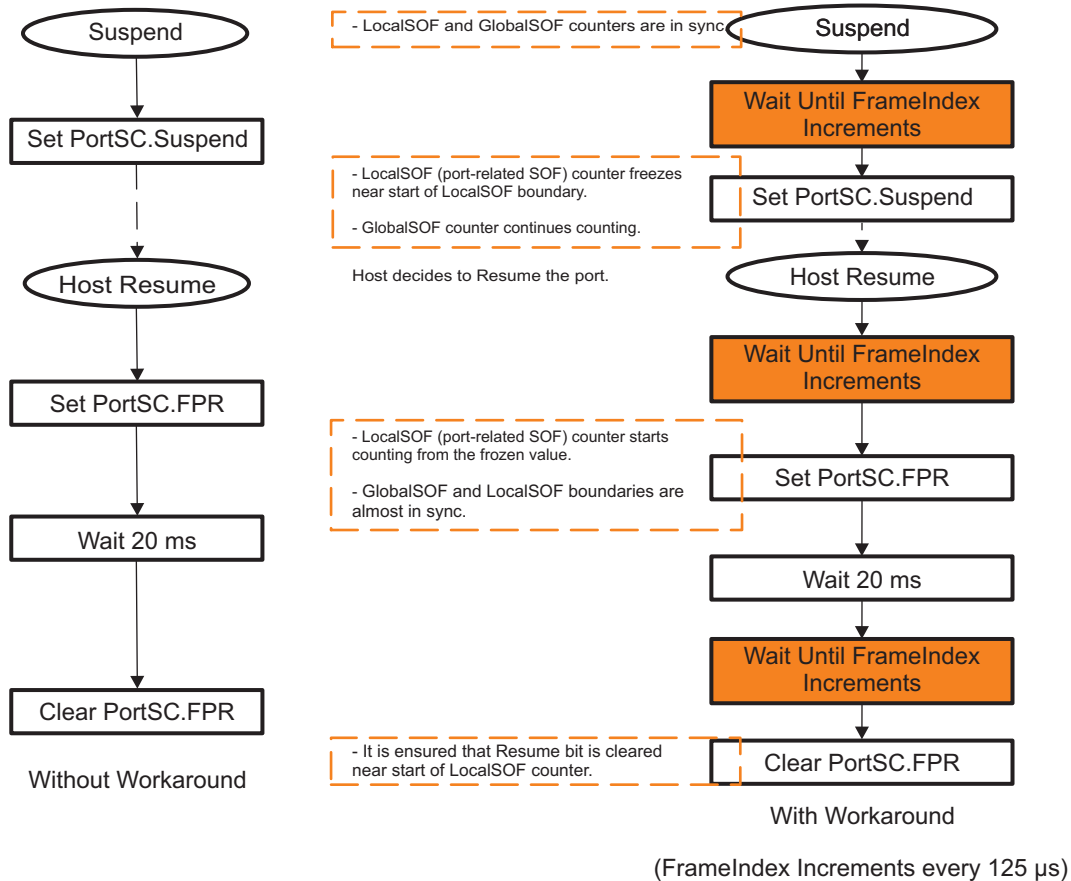 Suspend
Set PortSC.Suspend
Host Resume
Set PortSC.FPR
Wait 20 ms
Clear PortSC.FPR
Without Workaround
- LocalSOF and GlobalSOF counters are in sync.
Suspend
Wait Until FrameIndex
Increments
- LocalSOF (port-related SOF) counter freezes
near start of LocalSOF boundary.
- GlobalSOF counter continues counting.
Set PortSC.Suspend
Host decides to Resume the port.
Host Resume
Wait Until FrameIndex
Increments
- LocalSOF (port-related SOF) counter starts
counting from the frozen value.
- GlobalSOF and LocalSOF boundaries are
almost in sync.
Set PortSC.FPR
Wait 20 ms
Wait Until FrameIndex
Increments
- It is ensured that Resume bit is cleared
near start of LocalSOF counter.
Clear PortSC.FPR
With Workaround
(FrameIndex Increments every 125 µs)